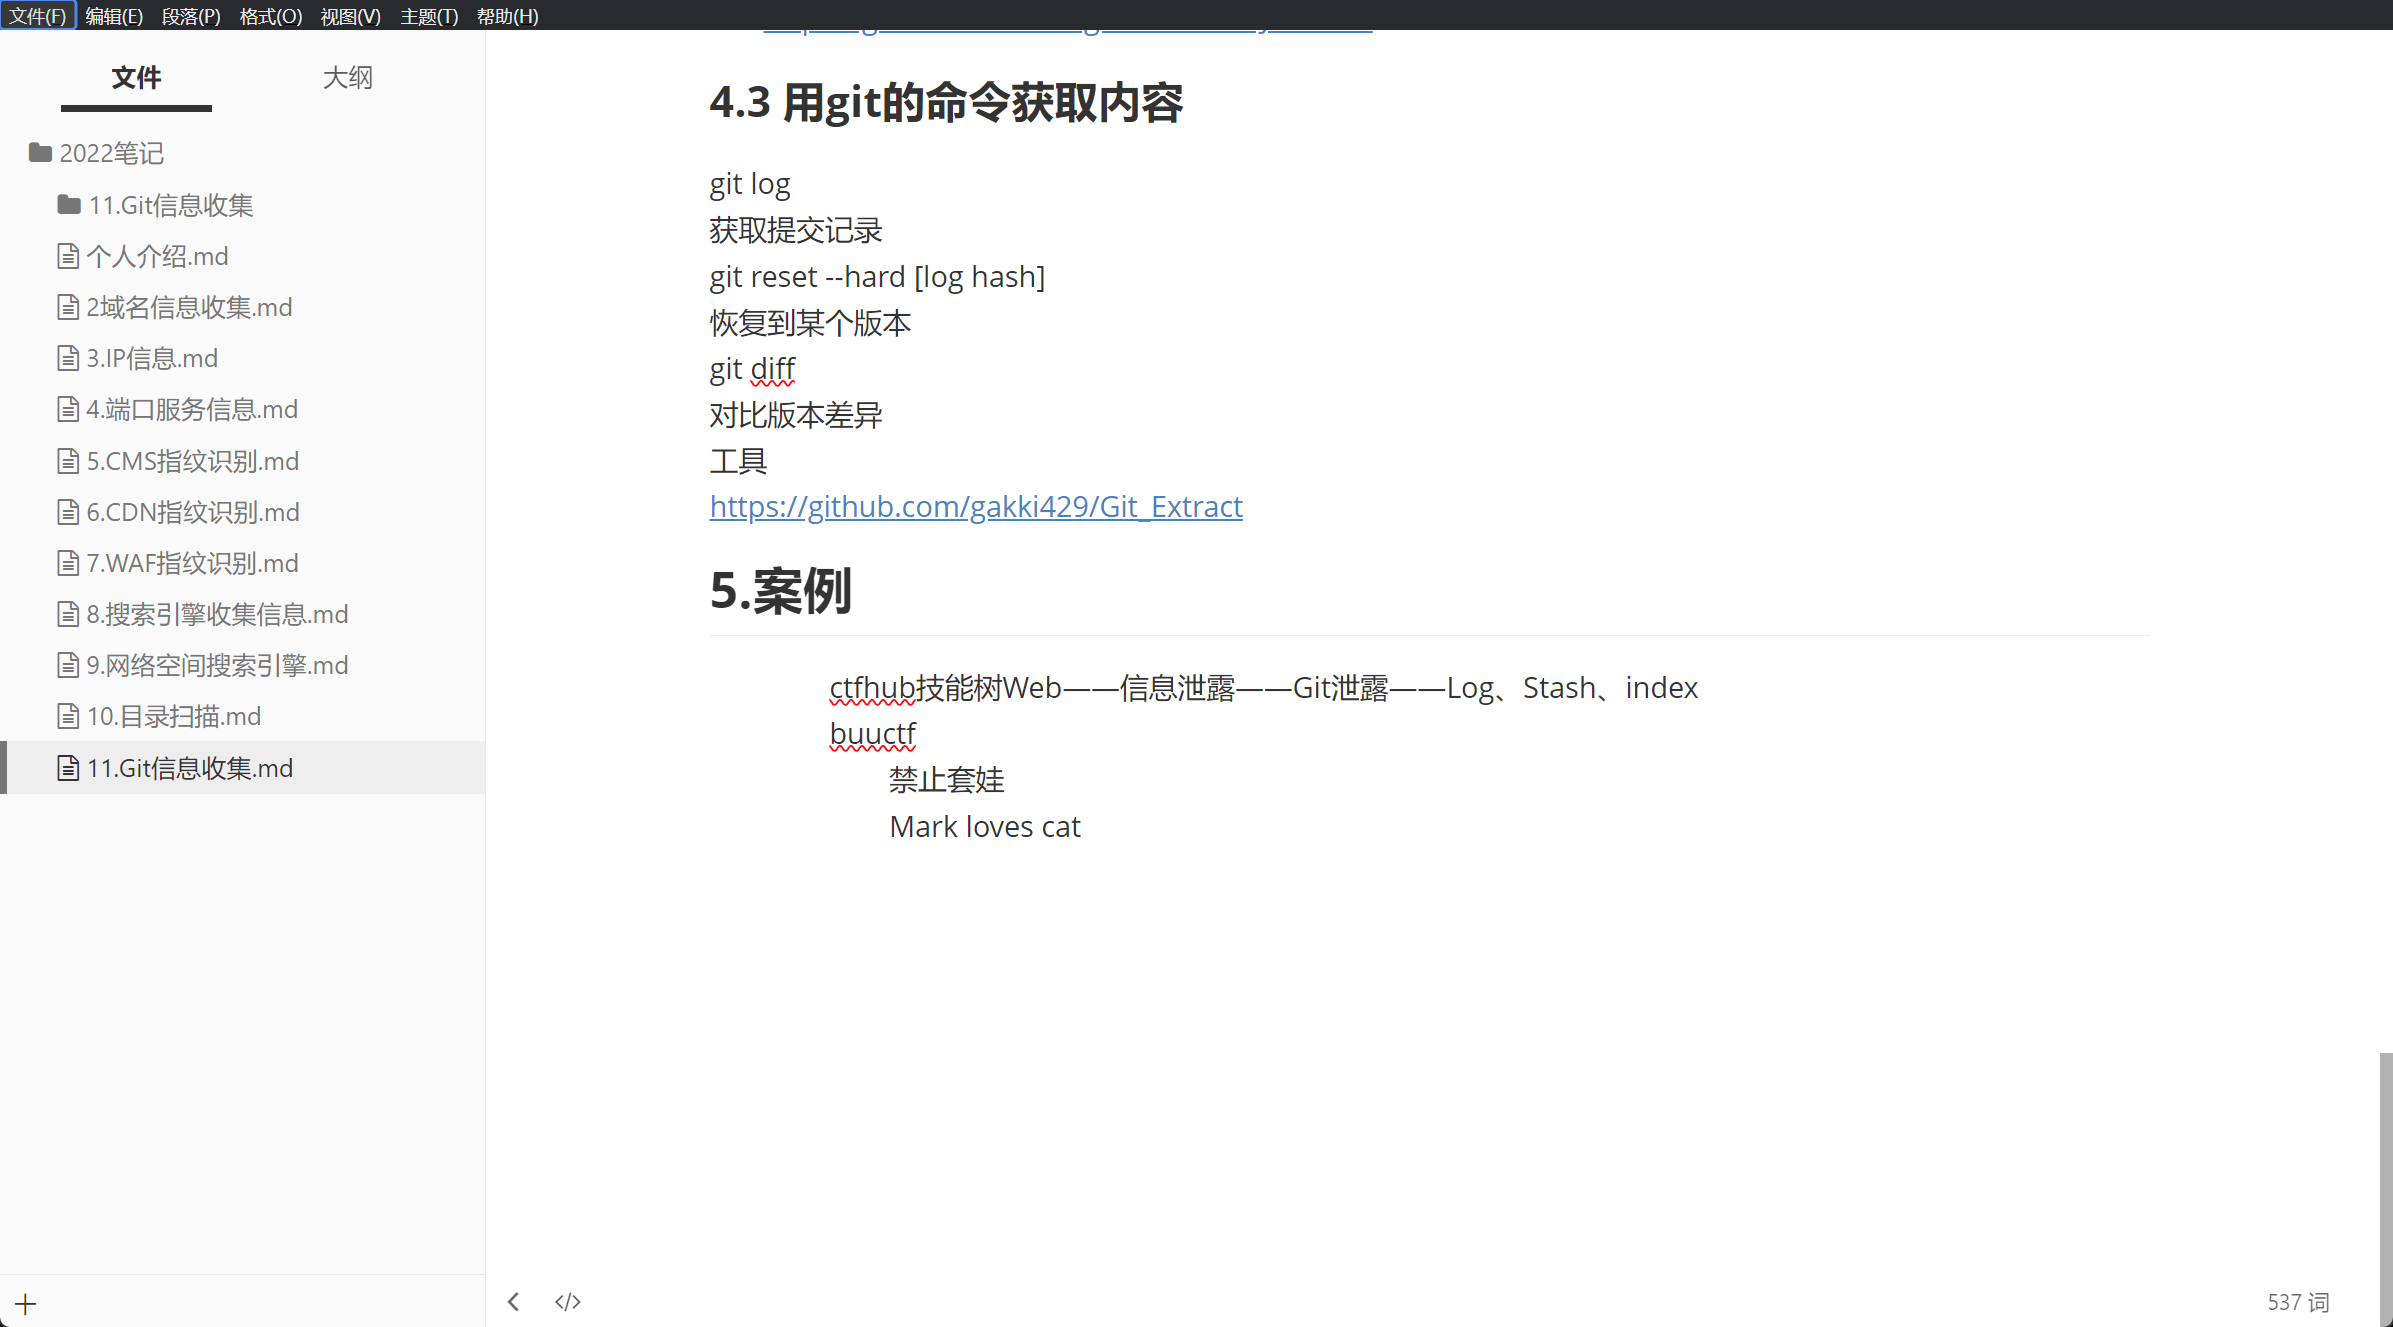 文件(F) 编辑(E) 段落(P) 格式(O) 视图(V) 主题(T) 帮助(H)
文件 大纲
2022笔记
11.Git信息收集
个人介绍.md
2域名信息收集.md
3.IP信息.md
4.端口服务信息.md
5.CMS指纹识别.md
6.CDN指纹识别.md
7.WAF指纹识别.md
8.搜索引擎收集信息.md
9.网络空间搜索引擎.md
10.目录扫描.md
11.Git信息收集.md
4.3 用git的命令获取内容
git log
获取提交记录
git reset --hard [log hash]
恢复到某个版本
git diff
对比版本差异
工具
https://github.com/gakki429/Git_Extract
5.案例
ctfhub技能树Web——信息泄露——Git泄露——Log、Stash、index
buuctf
禁止套娃
Mark loves cat
537 词